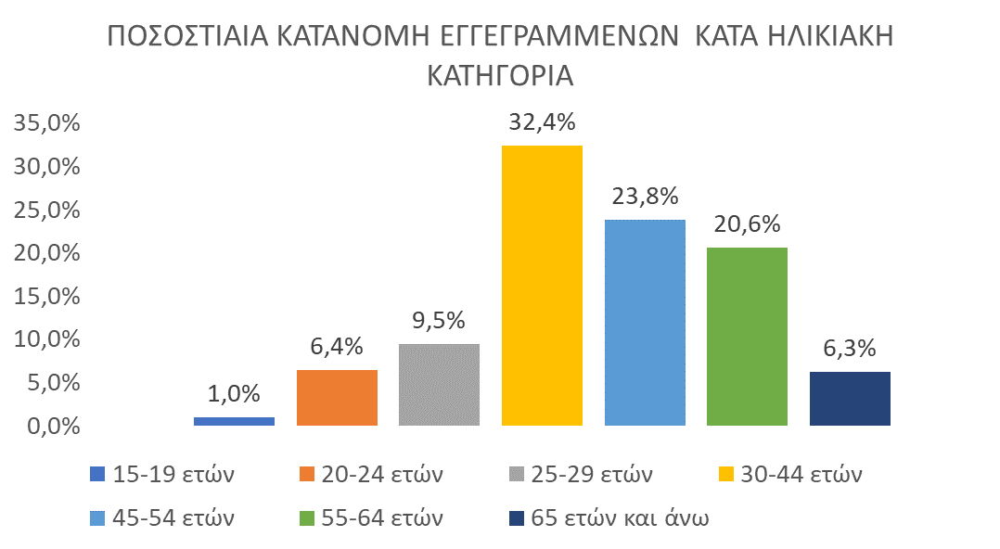 ΠΟΣΟΣΤΙΑΙΑ ΚΑΤΑΝΟΜΗ ΕΓΓΕΓΡΑΜΜΕΝΩΝ ΚΑΤΑ ΗΛΙΚΙΑΚΗ
ΚΑΤΗΓΟΡΙΑ
35,0%
30,0%
25,0%
20,0%
15,0%
10,0%
5,0%
0,0%
1,0%
6,4%
9,5%
32,4%
23,8%
20,6%
6,3%
15-19 ετών
20-24 ετών
25-29 ετών
30-44 ετών
45-54 ετών
55-64 ετών
65 ετών και άνω